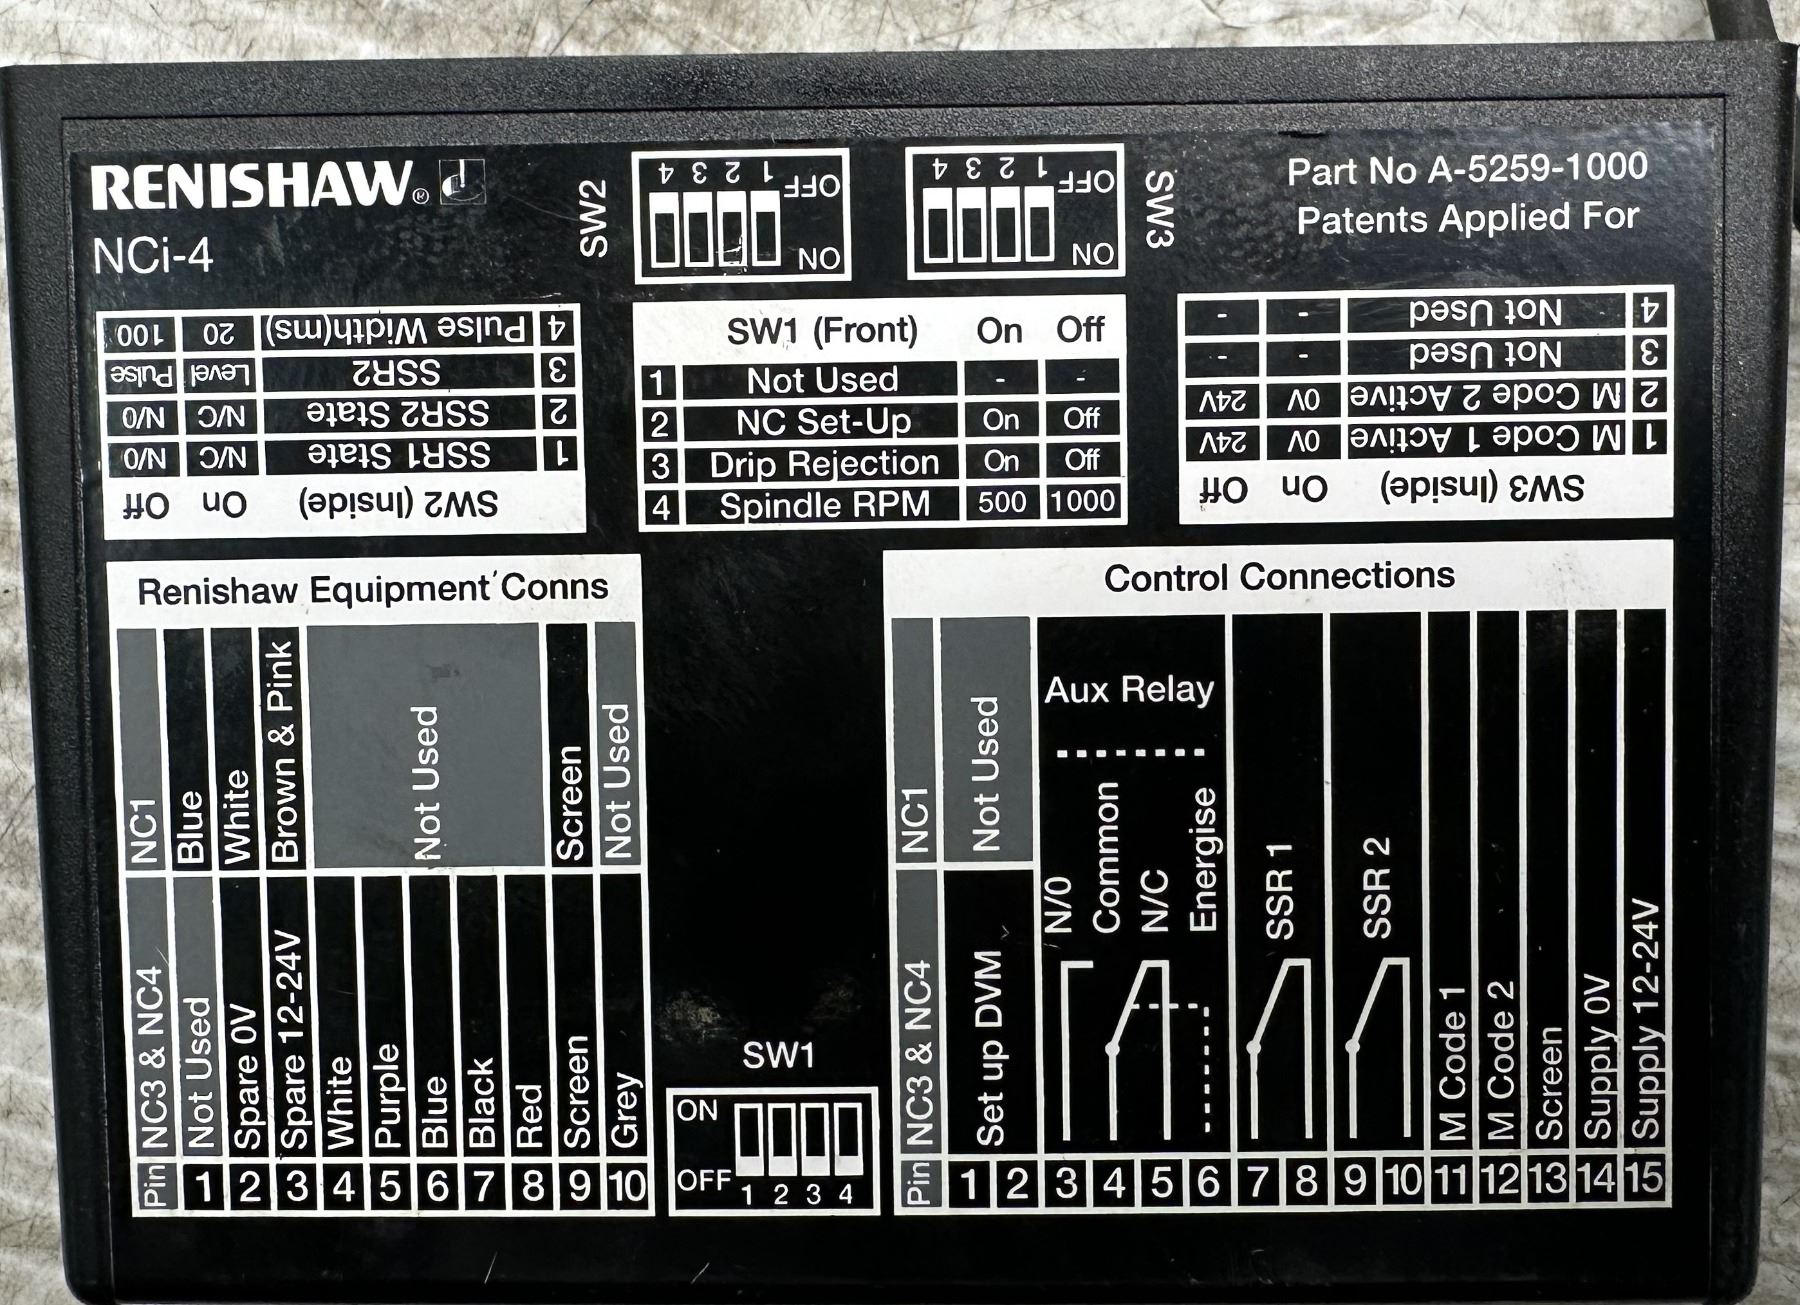 RENISHAW®
NCi-4
SW2
4 3 2 1 OFF
ON
4 3 2 1 OFF
ON
SW3
Part No A-5259-1000
Patents Applied For
SW2 (Inside) On Off
1 SSR1 State N/C N/O
2 SSR2 State N/C N/O
3 SSR2 Level Pulse
4 Pulse Width(ms) 20 100
SW1 (Front) On Off
1 Not Used - -
2 NC Set-Up On Off
3 Drip Rejection On Off
4 Spindle RPM 500 1000
SW3 (Inside) On Off
1 M Code 1 Active 0V 24V
2 M Code 2 Active 0V 24V
3 Not Used - -
4 Not Used - -
Renishaw Equipment Conns
NC1
Blue
White
Brown & Pink
Not Used
Screen
Not Used
NC3 & NC4
Not Used
Spare 0V
Spare 12-24V
White
Purple
Blue
Black
Red
Screen
Grey
Pin 1 2 3 4 5 6 7 8 9 10
SW1
ON
OFF 1 2 3 4
Control Connections
NC1
Not Used
Aux Relay
NC3 & NC4
Set up DVM
N/O
Common
N/C
Energise
SSR 1
SSR 2
M Code 1
M Code 2
Screen
Supply 0V
Supply 12-24V
Pin 1 2 3 4 5 6 7 8 9 10 11 12 13 14 15